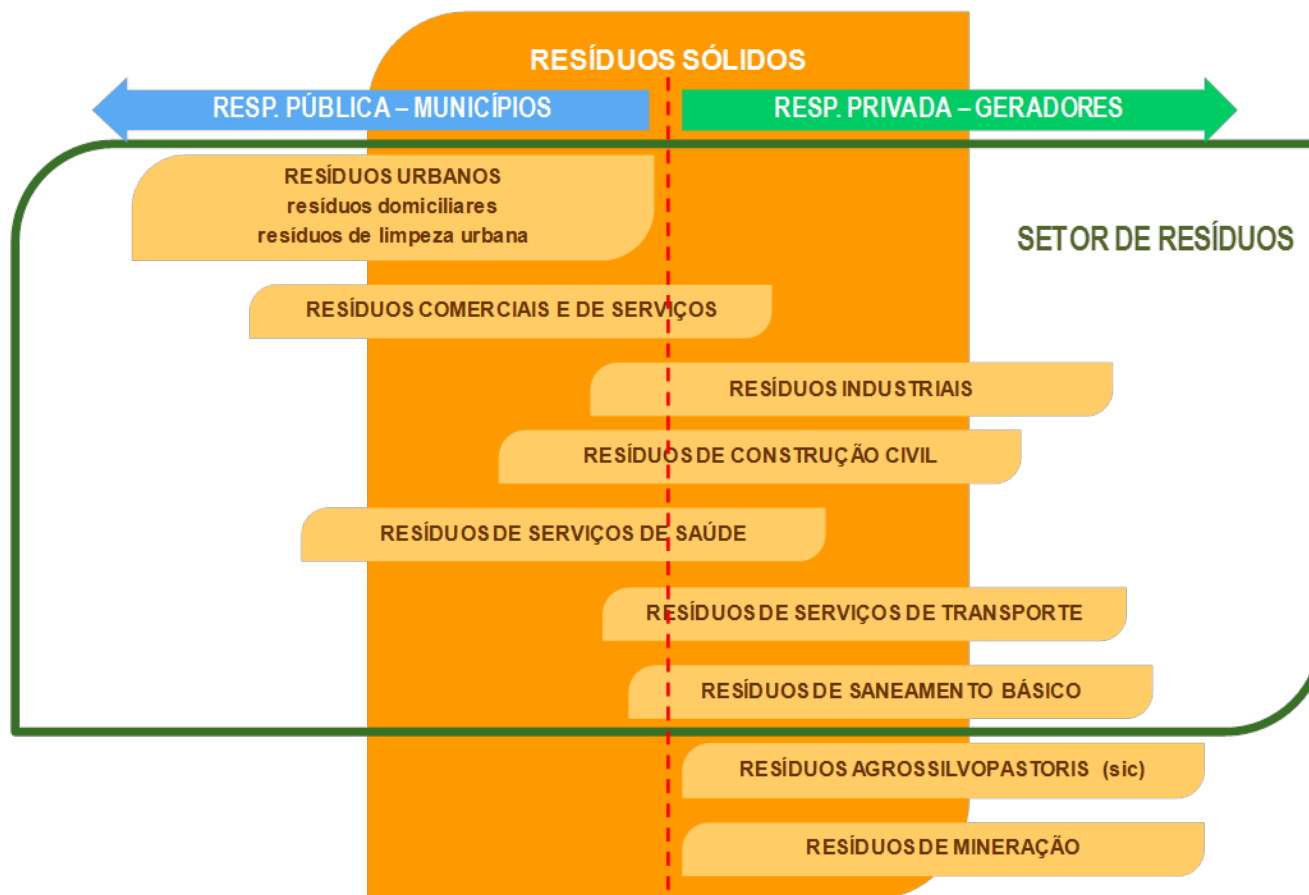 RESÍDUOS SÓLIDOS
RESP. PÚBLICA – MUNICÍPIOS
RESP. PRIVADA – GERADORES
RESÍDUOS URBANOS
resíduos domiciliares
resíduos de limpeza urbana
SETOR DE RESÍDUOS
RESÍDUOS COMERCIAIS E DE SERVIÇOS
RESÍDUOS INDUSTRIAIS
RESÍDUOS DE CONSTRUÇÃO CIVIL
RESÍDUOS DE SERVIÇOS DE SAÚDE
RESÍDUOS DE SERVIÇOS DE TRANSPORTE
RESÍDUOS DE SANEAMENTO BÁSICO
RESÍDUOS AGROSSILVOPASTORIS (sic)
RESÍDUOS DE MINERAÇÃO